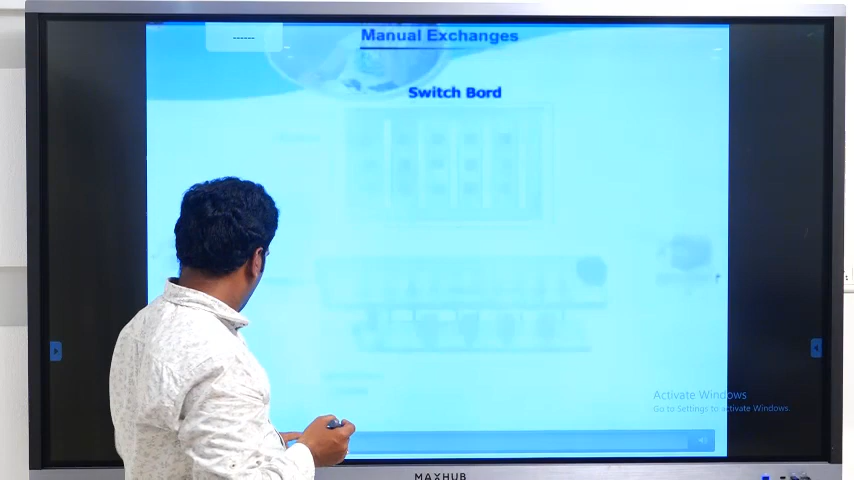 ------
Manual Exchanges
Switch Bord
Activate Windows
Go to Settings to activate Windows.
MAXHUB